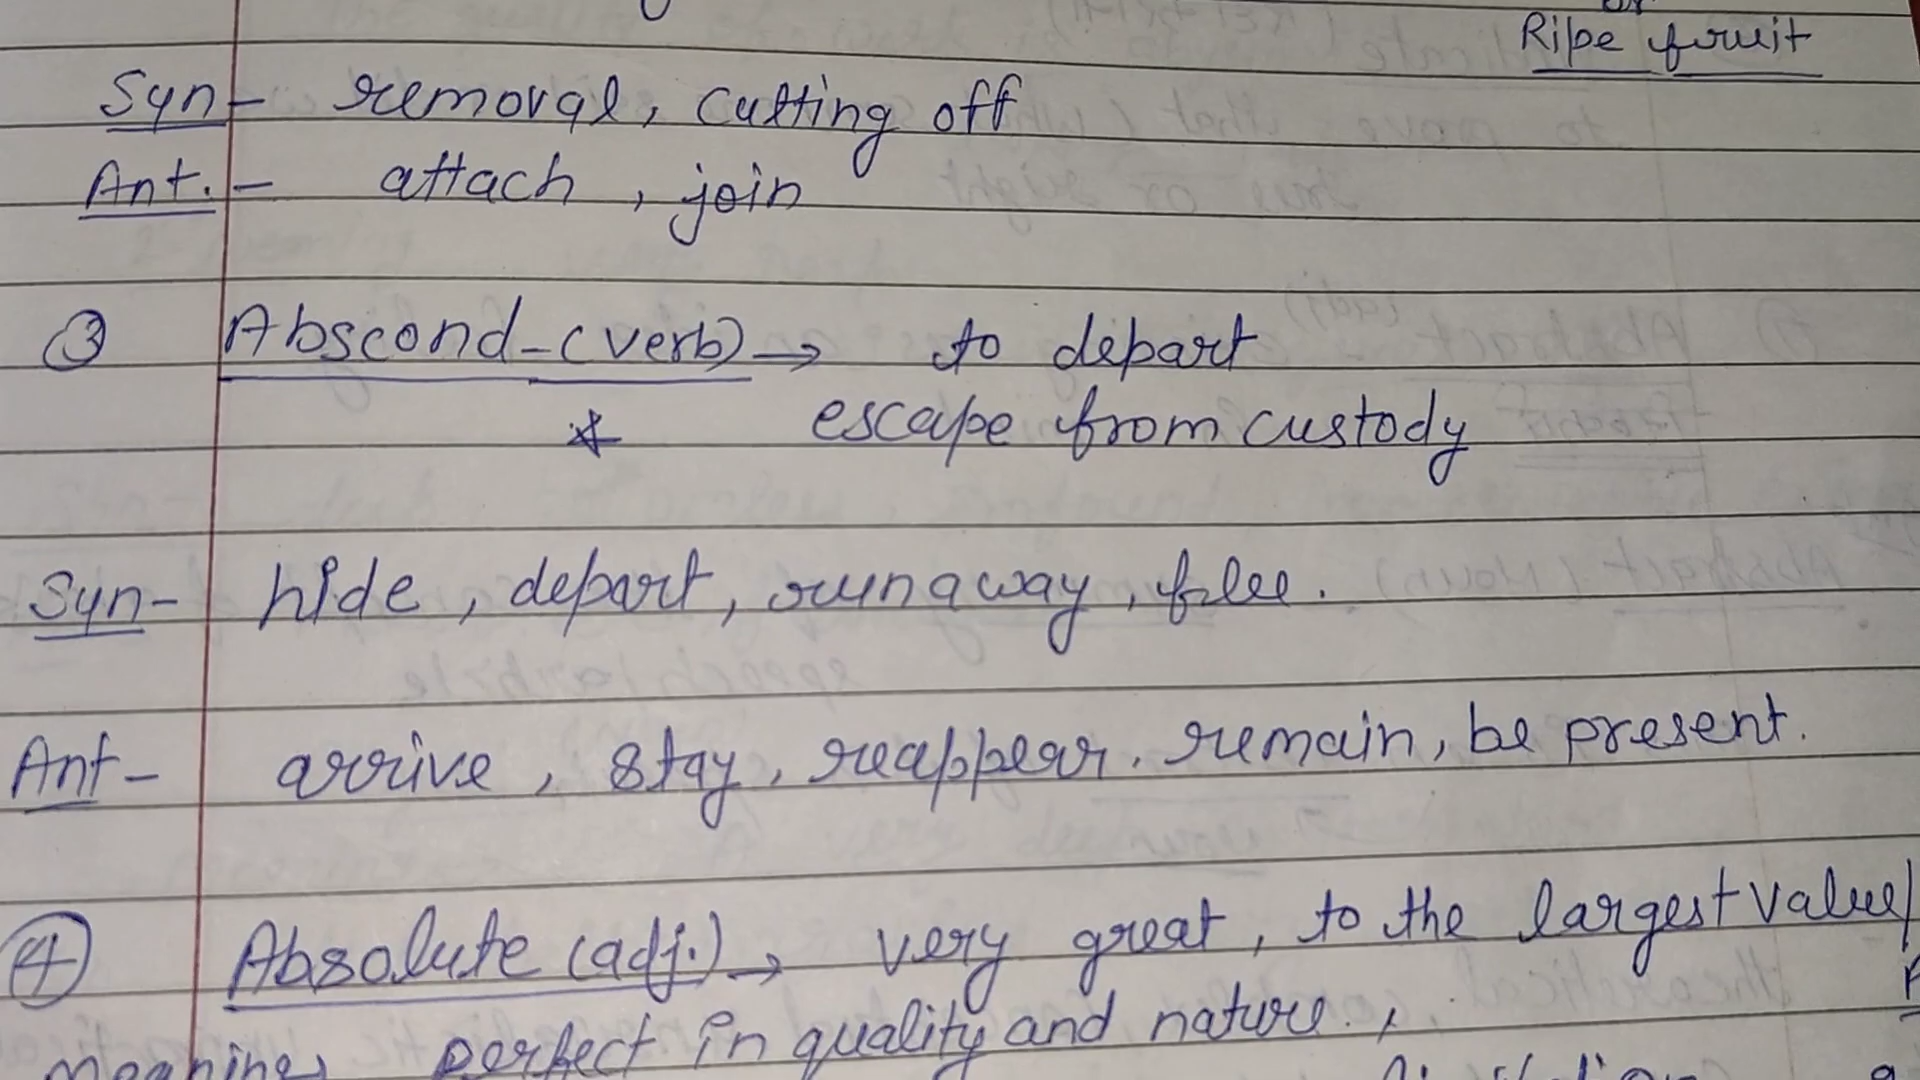 Ripe fruit
Syn - removal, cutting off
Ant. - attach, join
③ Abscond - (verb) → to depart
* escape from custody
Syn - hide, depart, runaway, flee.
Ant - arrive, stay, reappear, remain, be present.
④ Absolute (adj.) → very great, to the largest value/
meaning perfect in quality and nature.,